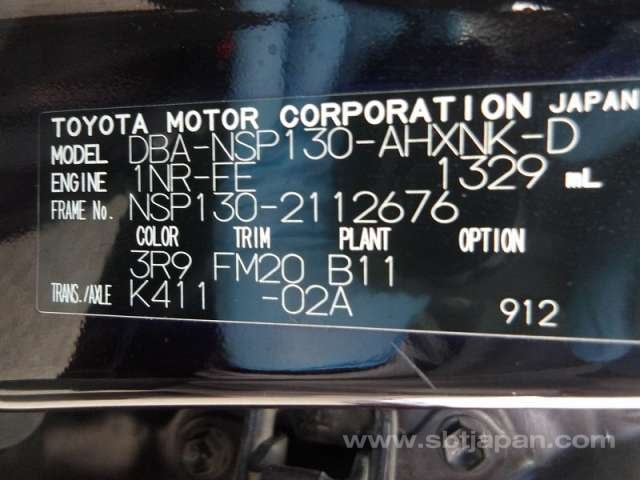 TOYOTA MOTOR CORPORATION JAPAN
MODEL DBA-NSP130-AHXNK-D
ENGINE 1NR-FE 1329 mL
FRAME No. NSP130-2112676
COLOR TRIM PLANT OPTION
3R9 FM20 B11
TRANS./AXLE K411 -02A 912
www.sbtjapan.com